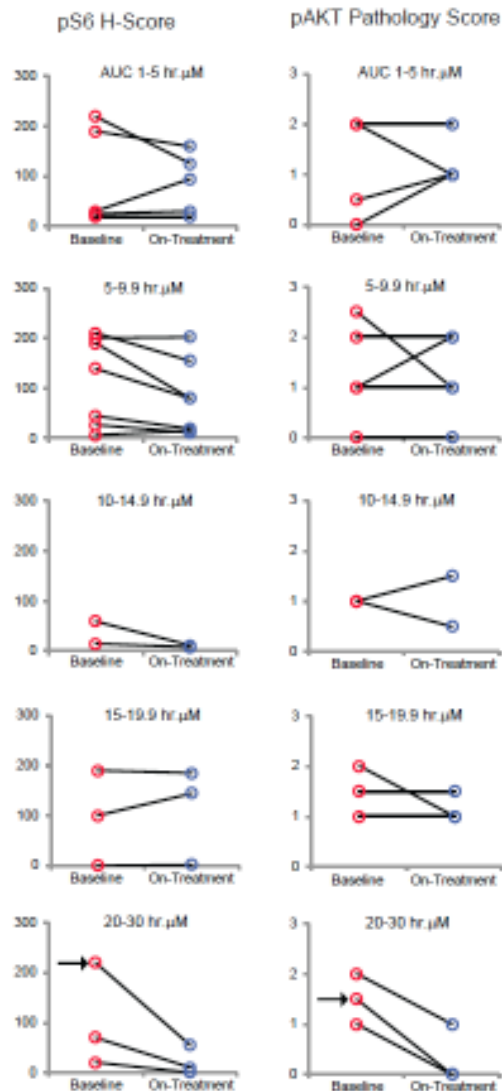 pS6 H-Score
pAKT Pathology Score
AUC 1-5 hr.µM
300
200
100
0
Baseline On-Treatment
AUC 1-5 hr.µM
3
2
1
0
Baseline On-Treatment
5-9.9 hr.µM
300
200
100
0
Baseline On-Treatment
5-9.9 hr.µM
3
2
1
0
Baseline On-Treatment
10-14.9 hr.µM
300
200
100
0
Baseline On-Treatment
10-14.9 hr.µM
3
2
1
0
Baseline On-Treatment
15-19.9 hr.µM
300
200
100
0
Baseline On-Treatment
15-19.9 hr.µM
3
2
1
0
Baseline On-Treatment
20-30 hr.µM
300
200
100
0
Baseline On-Treatment
20-30 hr.µM
3
2
1
0
Baseline On-Treatment